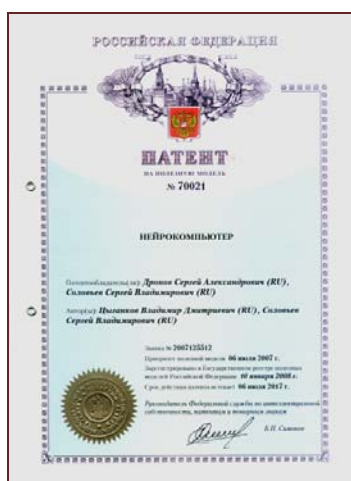 РОССИЙСКАЯ ФЕДЕРАЦИЯ
ПАТЕНТ
НА ПОЛЕЗНУЮ МОДЕЛЬ
№ 70021
НЕЙРОКОМПЬЮТЕР
Патентообладатель(ли): Дронов Сергей Александрович (RU),
Соловьев Сергей Владимирович (RU)
Автор(ы): Цыганков Владимир Дмитриевич (RU), Соловьев
Сергей Владимирович (RU)
Заявка № 2007125512
Приоритет полезной модели 06 июля 2007 г.
Зарегистрировано в Государственном реестре полезных
моделей Российской Федерации 10 января 2008 г.
Срок действия патента истекает 06 июля 2017 г.
Руководитель Федеральной службы по интеллектуальной
собственности, патентам и товарным знакам
Б.П. Симонов